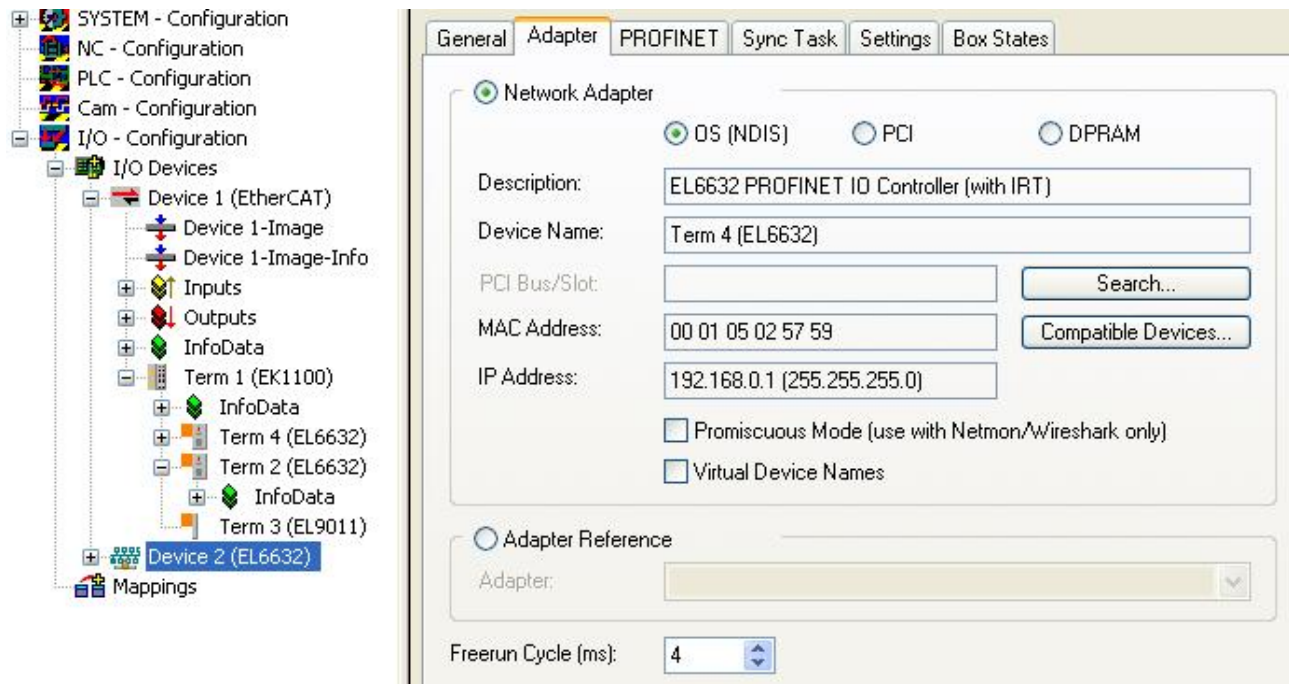 SYSTEM - Configuration
NC - Configuration
PLC - Configuration
Cam - Configuration
I/O - Configuration
I/O Devices
Device 1 (EtherCAT)
Device 1-Image
Device 1-Image-Info
Inputs
Outputs
InfoData
Term 1 (EK1100)
InfoData
Term 4 (EL6632)
Term 2 (EL6632)
InfoData
Term 3 (EL9011)
Device 2 (EL6632)
Mappings
General Adapter PROFINET Sync Task Settings Box States
Network Adapter
OS (NDIS) PCI DPRAM
Description: EL6632 PROFINET IO Controller (with IRT)
Device Name: Term 4 (EL6632)
PCI Bus/Slot: Search...
MAC Address: 00 01 05 02 57 59 Compatible Devices...
IP Address: 192.168.0.1 (255.255.255.0)
Promiscuous Mode (use with Netmon/Wireshark only)
Virtual Device Names
Adapter Reference
Adapter:
Freerun Cycle (ms): 4